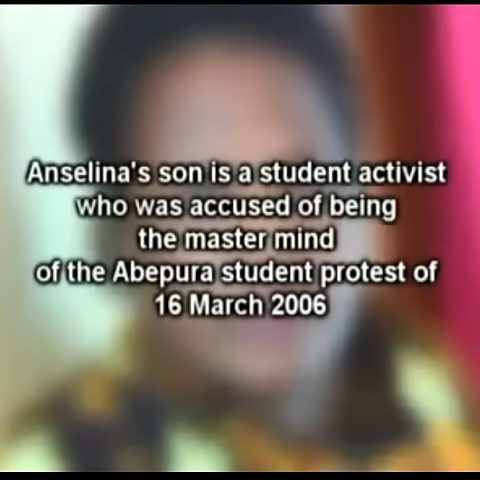 Anselina's son is a student activist
who was accused of being
the master mind
of the Abepura student protest of
16 March 2006